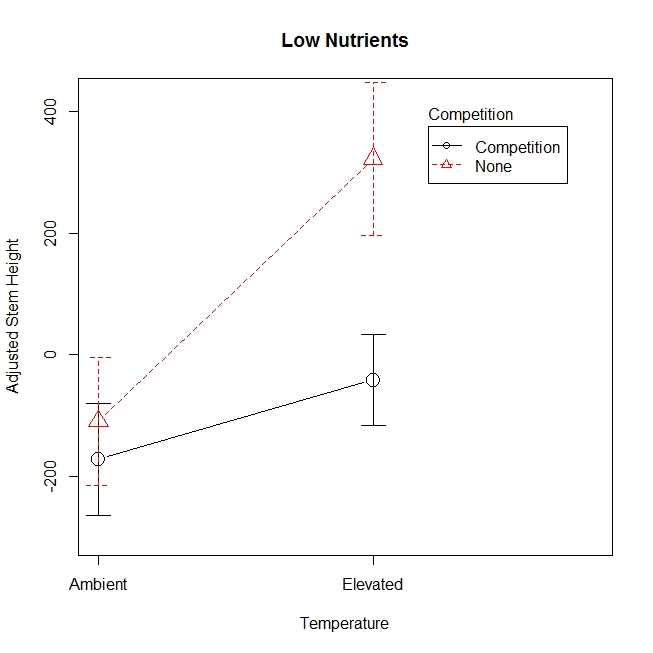 Low Nutrients
400
200
0
-200
Adjusted Stem Height
Competition
Competition
None
Ambient
Elevated
Temperature